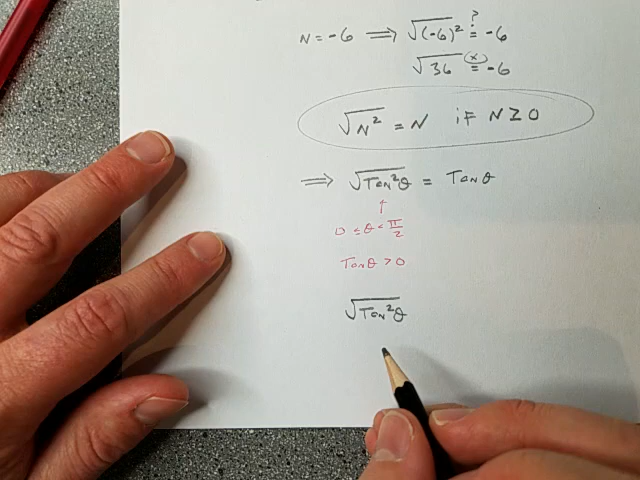 N = -6 ⟹ √(-6)² ≟ -6
√36 =(x) -6
√N² = N if N ≥ 0
⟹ √Tan²θ = Tanθ
↑
0 ≤ θ < π/2
Tanθ > 0
√Tan²θ